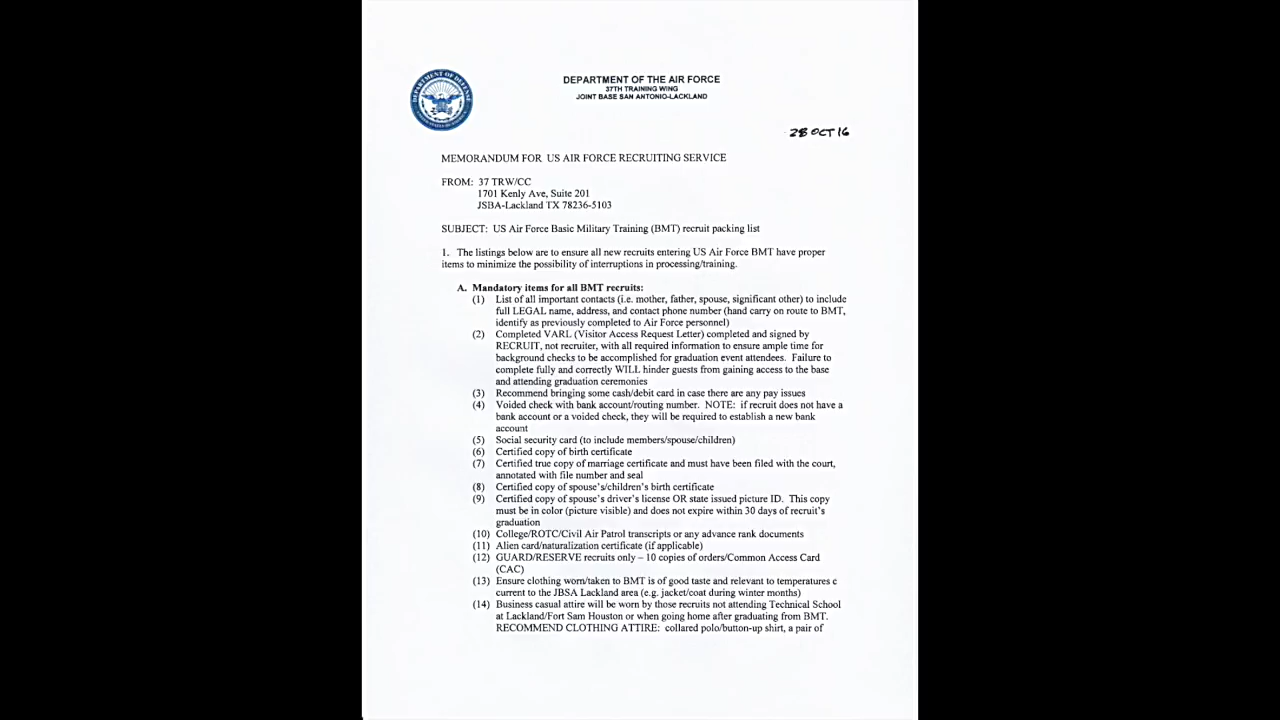 DEPARTMENT OF THE AIR FORCE
37TH TRAINING WING
JOINT BASE SAN ANTONIO-LACKLAND
28 OCT 16
MEMORANDUM FOR US AIR FORCE RECRUITING SERVICE
FROM: 37 TRW/CC
1701 Kenly Ave, Suite 201
JSBA-Lackland TX 78236-5103
SUBJECT: US Air Force Basic Military Training (BMT) recruit packing list
1. The listings below are to ensure all new recruits entering US Air Force BMT have proper
items to minimize the possibility of interruptions in processing/training.
A. Mandatory items for all BMT recruits:
(1) List of all important contacts (i.e. mother, father, spouse, significant other) to include
full LEGAL name, address, and contact phone number (hand carry on route to BMT,
identify as previously completed to Air Force personnel)
(2) Completed VARL (Visitor Access Request Letter) completed and signed by
RECRUIT, not recruiter, with all required information to ensure ample time for
background checks to be accomplished for graduation event attendees. Failure to
complete fully and correctly WILL hinder guests from gaining access to the base
and attending graduation ceremonies
(3) Recommend bringing some cash/debit card in case there are any pay issues
(4) Voided check with bank account/routing number. NOTE: if recruit does not have a
bank account or a voided check, they will be required to establish a new bank
account
(5) Social security card (to include members/spouse/children)
(6) Certified copy of birth certificate
(7) Certified true copy of marriage certificate and must have been filed with the court,
annotated with file number and seal
(8) Certified copy of spouse's/children's birth certificate
(9) Certified copy of spouse's driver's license OR state issued picture ID. This copy
must be in color (picture visible) and does not expire within 30 days of recruit's
graduation
(10) College/ROTC/Civil Air Patrol transcripts or any advance rank documents
(11) Alien card/naturalization certificate (if applicable)
(12) GUARD/RESERVE recruits only – 10 copies of orders/Common Access Card
(CAC)
(13) Ensure clothing worn/taken to BMT is of good taste and relevant to temperatures c
current to the JBSA Lackland area (e.g. jacket/coat during winter months)
(14) Business casual attire will be worn by those recruits not attending Technical School
at Lackland/Fort Sam Houston or when going home after graduating from BMT.
RECOMMEND CLOTHING ATTIRE: collared polo/button-up shirt, a pair of